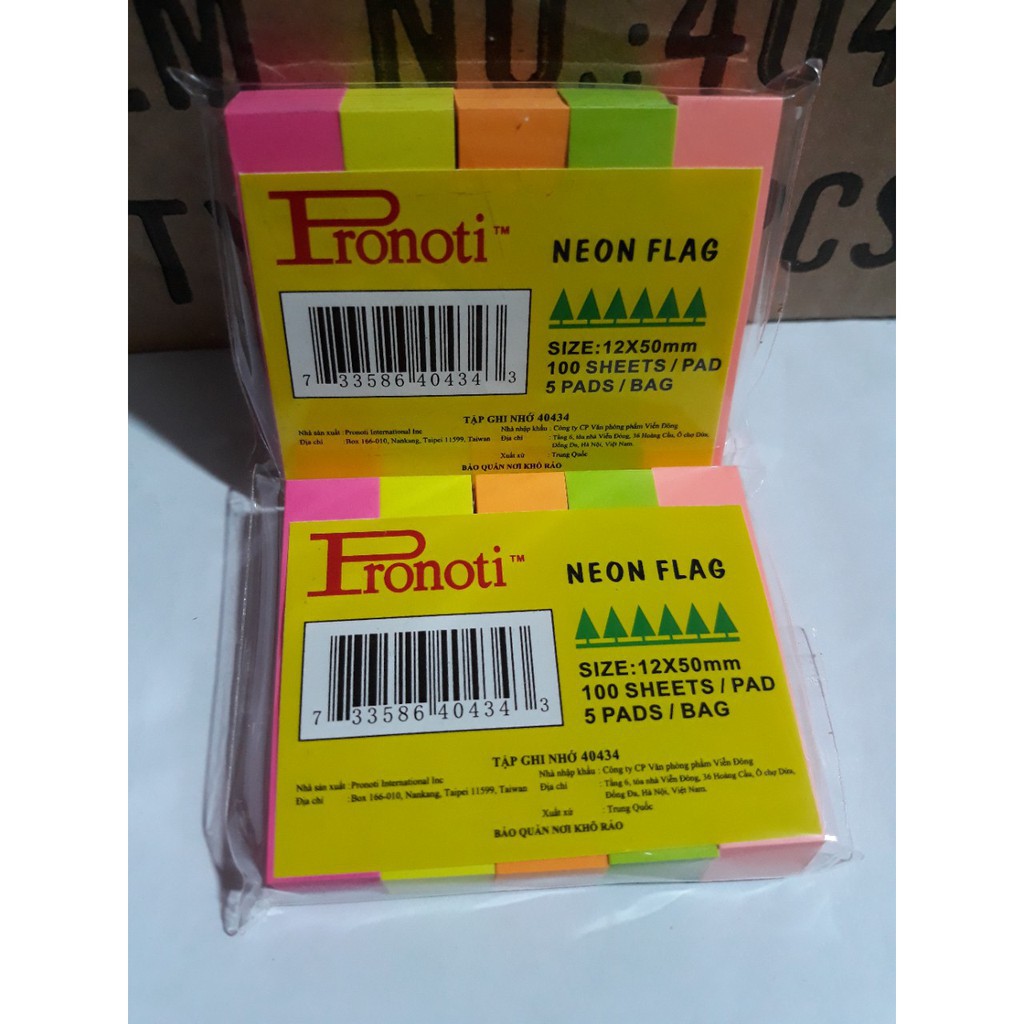 M NO.:404
TY
CS
Pronoti™
NEON FLAG
7 33586 40434 3
SIZE:12X50mm
100 SHEETS / PAD
5 PADS / BAG
TẬP GHI NHỚ 40434
Nhà sản xuất : Pronoti International Inc
Địa chỉ : Box 166-010, Nankang, Taipei 11599, Taiwan
Nhà nhập khẩu : Công ty CP Văn phòng phẩm Viễn Đông
Địa chỉ : Tầng 6, tòa nhà Viễn Đông, 36 Hoàng Cầu, Ô chợ Dừa,
Đống Đa, Hà Nội, Việt Nam.
Xuất xứ : Trung Quốc
BẢO QUẢN NƠI KHÔ RÁO
Pronoti™
NEON FLAG
7 33586 40434 3
SIZE:12X50mm
100 SHEETS / PAD
5 PADS / BAG
TẬP GHI NHỚ 40434
Nhà sản xuất : Pronoti International Inc
Địa chỉ : Box 166-010, Nankang, Taipei 11599, Taiwan
Nhà nhập khẩu : Công ty CP Văn phòng phẩm Viễn Đông
Địa chỉ : Tầng 6, tòa nhà Viễn Đông, 36 Hoàng Cầu, Ô chợ Dừa,
Đống Đa, Hà Nội, Việt Nam.
Xuất xứ : Trung Quốc
BẢO QUẢN NƠI KHÔ RÁO